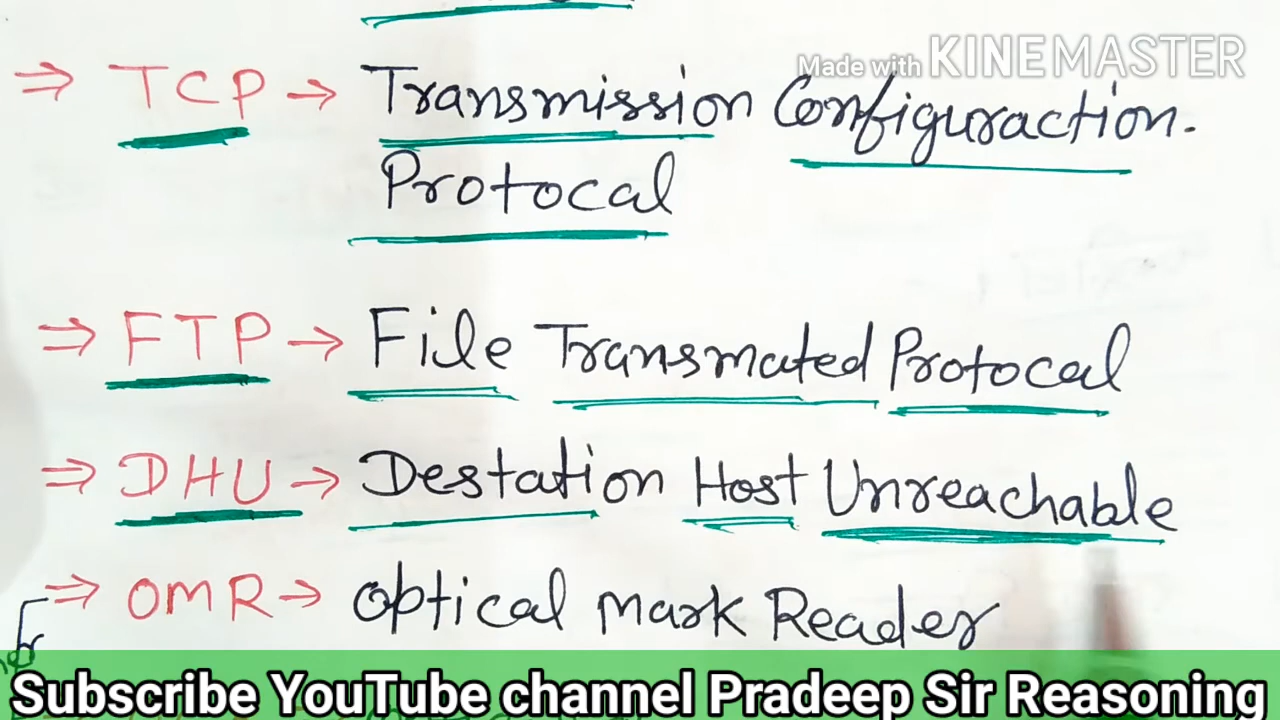 Made with KINEMASTER
⇒ TCP → Transmission Configuraction.
Protocal
⇒ FTP → File Transmated Protocal
⇒ DHU → Destation Host Unreachable
⇒ OMR → Optical Mark Reader
Subscribe YouTube channel Pradeep Sir Reasoning